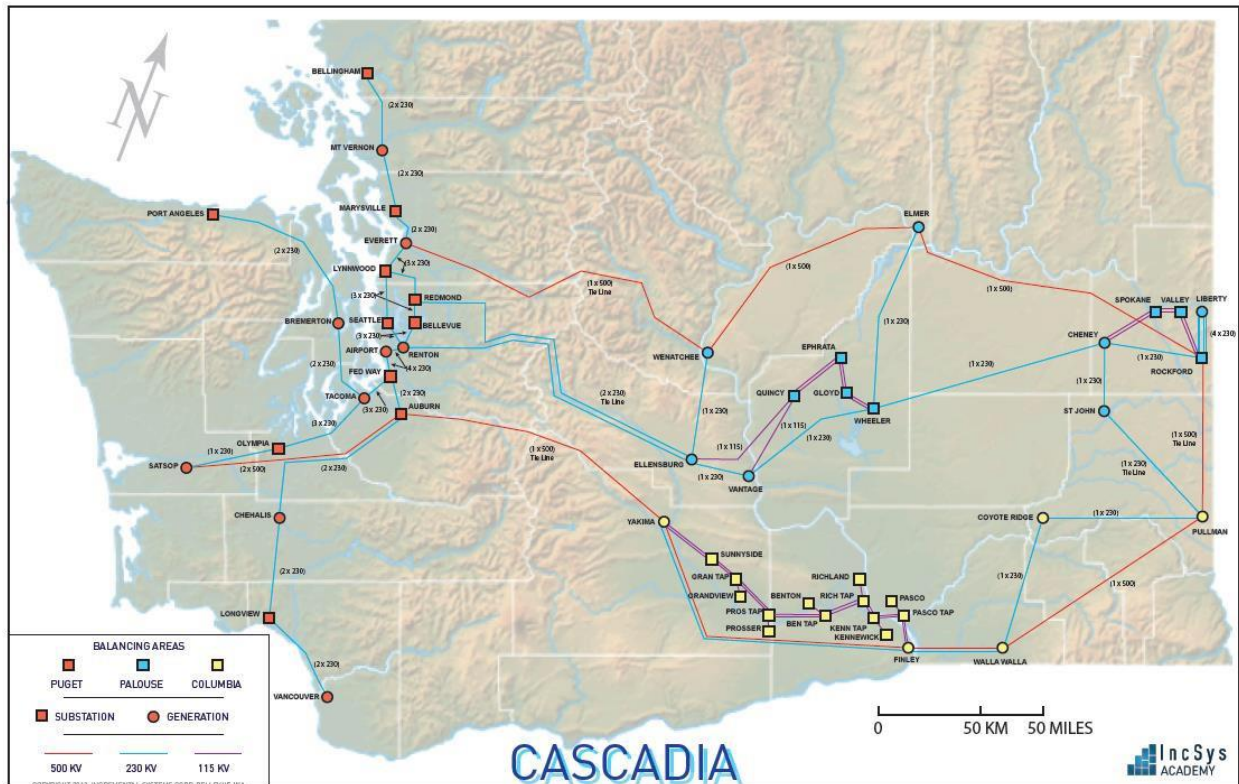 N
BELLINGHAM
(2 x 230)
MT VERNON
(2 x 230)
PORT ANGELES
MARYSVILLE
(2 x 230)
ELMER
(2 x 230)
EVERETT
(3 x 230)
LYNNWOOD
(1 x 500)
(1 x 500)
Tie Line
(1 x 500)
(3 x 230)
REDMOND
SPOKANE
VALLEY
LIBERTY
BREMERTON
SEATTLE
BELLEVUE
(1 x 230)
(4 x 230)
(3 x 230)
CHENEY
AIRPORT
RENTON
WENATCHEE
EPHRATA
(1 x 230)
ROCKFORD
(2 x 230)
(4 x 230)
(1 x 230)
FED WAY
QUINCY
GLOYD
(1 x 230)
TACOMA
(2 x 230)
(2 x 230)
Tie Line
(3 x 230)
AUBURN
(1 x 230)
WHEELER
ST JOHN
(3 x 230)
(1 x 115)
(1 x 230)
(1 x 500)
Tie Line
OLYMPIA
(1 x 500)
Tie Line
(1 x 230)
SATSOP
(2 x 500)
(2 x 230)
ELLENSBURG
(1 x 230)
VANTAGE
(1 x 230)
Tie Line
CHEHALIS
YAKIMA
COYOTE RIDGE
(1 x 230)
PULLMAN
SUNNYSIDE
(2 x 230)
GRAN TAP
RICHLAND
(1 x 230)
(1 x 500)
GRANDVIEW
BENTON
RICH TAP
PASCO
LONGVIEW
PROS TAP
BEN TAP
KENN TAP
PASCO TAP
PROSSER
KENNEWICK
FINLEY
WALLA WALLA
(2 x 230)
VANCOUVER
BALANCING AREAS
PUGET
PALOUSE
COLUMBIA
SUBSTATION
GENERATION
500 KV
230 KV
115 KV
0
50 KM
50 MILES
CASCADIA
IncSys
ACADEMY